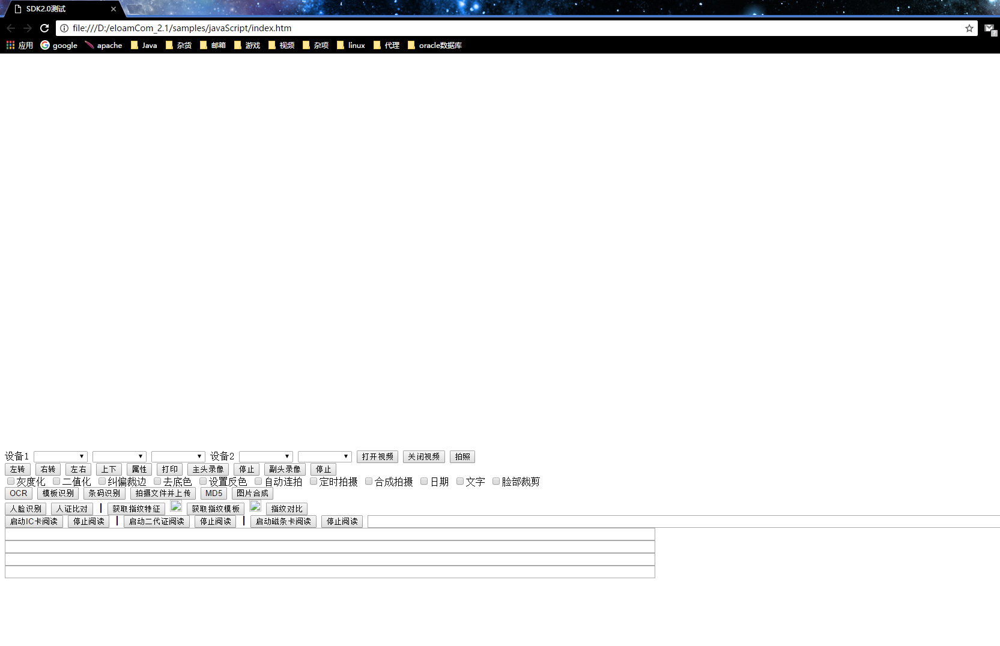 SDK2.0测试
file:///D:/eloamCom_2.1/samples/javaScript/index.htm
应用 google apache Java 杂货 邮箱 游戏 视频 杂项 linux 代理 oracle数据库
设备1 设备2 打开视频 关闭视频 拍照
左转 右转 左右 上下 属性 打印 主头录像 停止 副头录像 停止
灰度化 二值化 纠偏裁边 去底色 设置反色 自动连拍 定时拍摄 合成拍摄 日期 文字 脸部裁剪
OCR 模板识别 条码识别 拍摄文件并上传 MD5 图片合成
人脸识别 人证比对 | 获取指纹特征 获取指纹模板 指纹对比
启动IC卡阅读 停止阅读 | 启动二代证阅读 停止阅读 | 启动磁条卡阅读 停止阅读